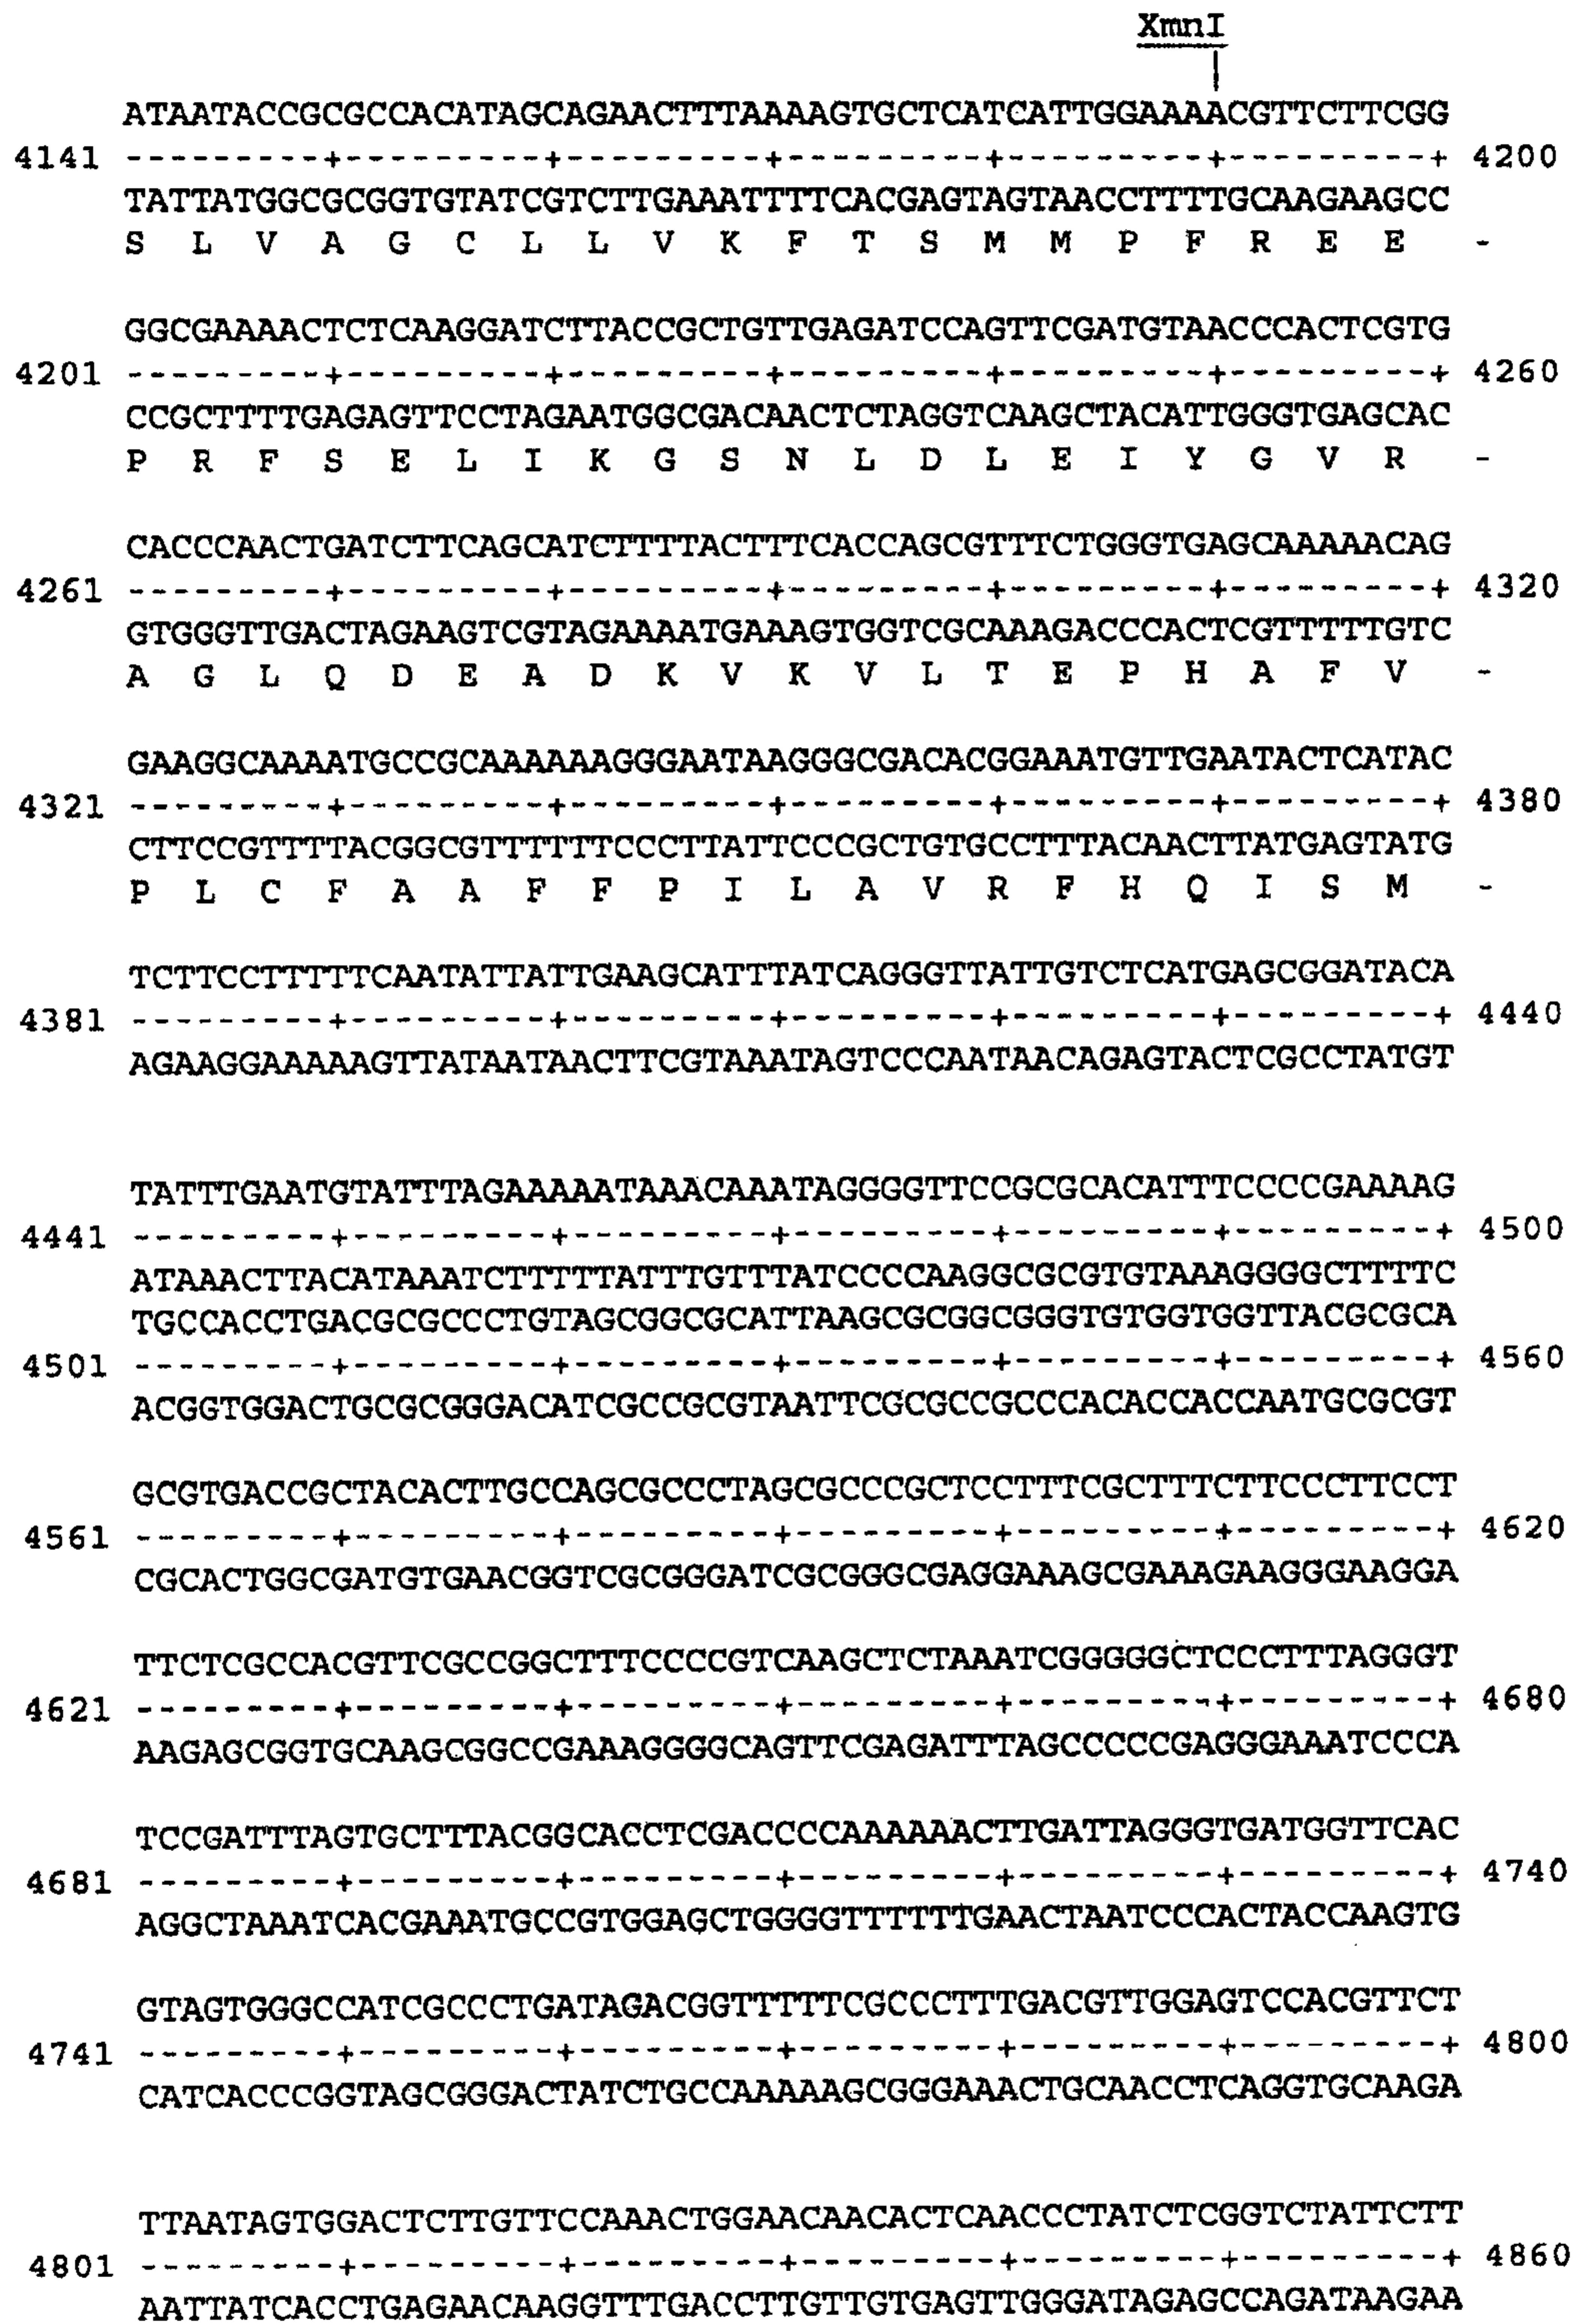 XmnI
ATAATACCGCGCCACATAGCAGAACTTTAAAAGTGCTCATCATTGGAAAACGTTCTTCGG
4141 ---------+---------+---------+---------+---------+---------+ 4200
TATTATGGCGCGGTGTATCGTCTTGAAATTTTCACGAGTAGTAACCTTTTGCAAGAAGCC
S L V A G C L L V K F T S M M P F R E E -
GGCGAAAACTCTCAAGGATCTTACCGCTGTTGAGATCCAGTTCGATGTAACCCACTCGTG
4201 ---------+---------+---------+---------+---------+---------+ 4260
CCGCTTTTGAGAGTTCCTAGAATGGCGACAACTCTAGGTCAAGCTACATTGGGTGAGCAC
P R F S E L I K G S N L D L E I Y G V R -
CACCCAACTGATCTTCAGCATCTTTTACTTTCACCAGCGTTTCTGGGTGAGCAAAAACAG
4261 ---------+---------+---------+---------+---------+---------+ 4320
GTGGGTTGACTAGAAGTCGTAGAAAATGAAAGTGGTCGCAAAGACCCACTCGTTTTTGTC
A G L Q D E A D K V K V L T E P H A F V -
GAAGGCAAAATGCCGCAAAAAAGGGAATAAGGGCGACACGGAAATGTTGAATACTCATAC
4321 ---------+---------+---------+---------+---------+---------+ 4380
CTTCCGTTTTACGGCGTTTTTTCCCTTATTCCCGCTGTGCCTTTACAACTTATGAGTATG
P L C F A A F F P I L A V R F H Q I S M -
TCTTCCTTTTTCAATATTATTGAAGCATTTATCAGGGTTATTGTCTCATGAGCGGATACA
4381 ---------+---------+---------+---------+---------+---------+ 4440
AGAAGGAAAAAGTTATAATAACTTCGTAAATAGTCCCAATAACAGAGTACTCGCCTATGT
TATTTGAATGTATTTAGAAAAATAAACAAATAGGGGTTCCGCGCACATTTCCCCGAAAAG
4441 ---------+---------+---------+---------+---------+---------+ 4500
ATAAACTTACATAAATCTTTTTATTTGTTTATCCCCAAGGCGCGTGTAAAGGGGCTTTTC
TGCCACCTGACGCGCCCTGTAGCGGCGCATTAAGCGCGGCGGGTGTGGTGGTTACGCGCA
4501 ---------+---------+---------+---------+---------+---------+ 4560
ACGGTGGACTGCGCGGGACATCGCCGCGTAATTCGCGCCGCCCACACCACCAATGCGCGT
GCGTGACCGCTACACTTGCCAGCGCCCTAGCGCCCGCTCCTTTCGCTTTCTTCCCTTCCT
4561 ---------+---------+---------+---------+---------+---------+ 4620
CGCACTGGCGATGTGAACGGTCGCGGGATCGCGGGCGAGGAAAGCGAAAGAAGGGAAGGA
TTCTCGCCACGTTCGCCGGCTTTCCCCGTCAAGCTCTAAATCGGGGGCTCCCTTTAGGGT
4621 ---------+---------+---------+---------+---------+---------+ 4680
AAGAGCGGTGCAAGCGGCCGAAAGGGGCAGTTCGAGATTTAGCCCCCGAGGGAAATCCCA
TCCGATTTAGTGCTTTACGGCACCTCGACCCCAAAAAACTTGATTAGGGTGATGGTTCAC
4681 ---------+---------+---------+---------+---------+---------+ 4740
AGGCTAAATCACGAAATGCCGTGGAGCTGGGGTTTTTTGAACTAATCCCACTACCAAGTG
GTAGTGGGCCATCGCCCTGATAGACGGTTTTTCGCCCTTTGACGTTGGAGTCCACGTTCT
4741 ---------+---------+---------+---------+---------+---------+ 4800
CATCACCCGGTAGCGGGACTATCTGCCAAAAAGCGGGAAACTGCAACCTCAGGTGCAAGA
TTAATAGTGGACTCTTGTTCCAAACTGGAACAACACTCAACCCTATCTCGGTCTATTCTT
4801 ---------+---------+---------+---------+---------+---------+ 4860
AATTATCACCTGAGAACAAGGTTTGACCTTGTTGTGAGTTGGGATAGAGCCAGATAAGAA